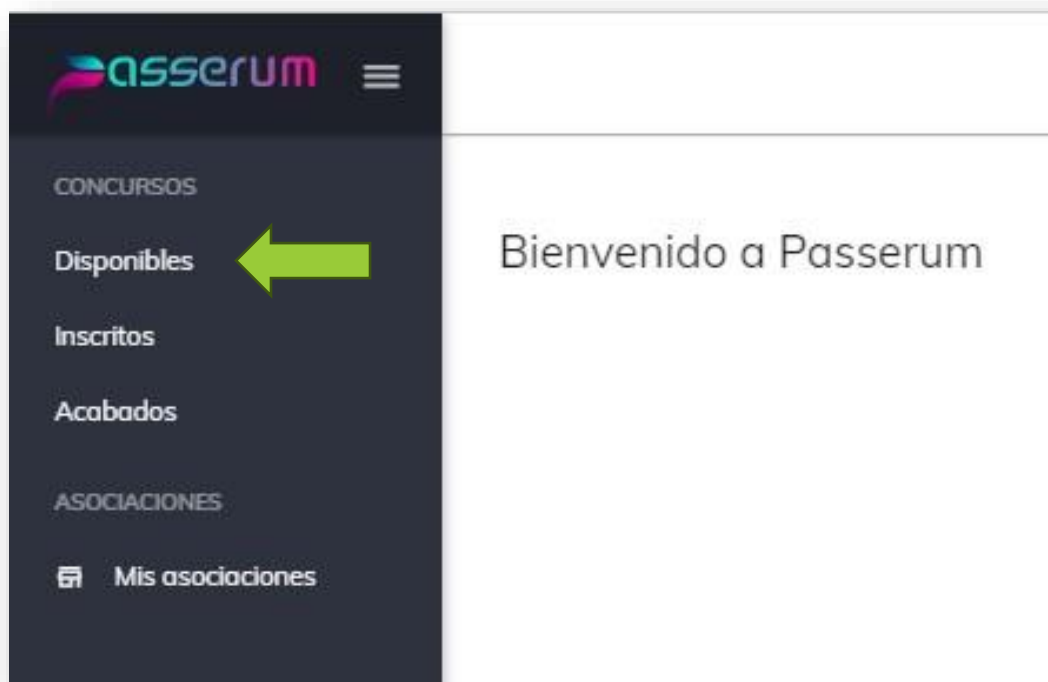 Passerum
CONCURSOS
Disponibles
Inscritos
Acabados
ASOCIACIONES
Mis asociaciones
Bienvenido a Passerum